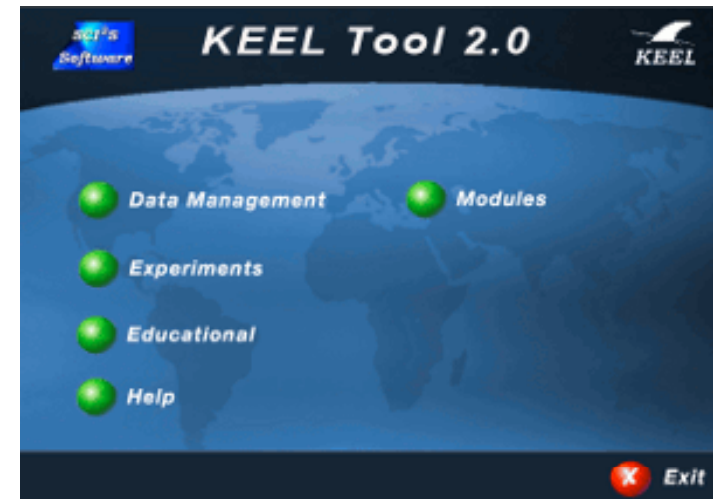 SCI²S
Software
KEEL Tool 2.0
KEEL
Data Management
Modules
Experiments
Educational
Help
X Exit